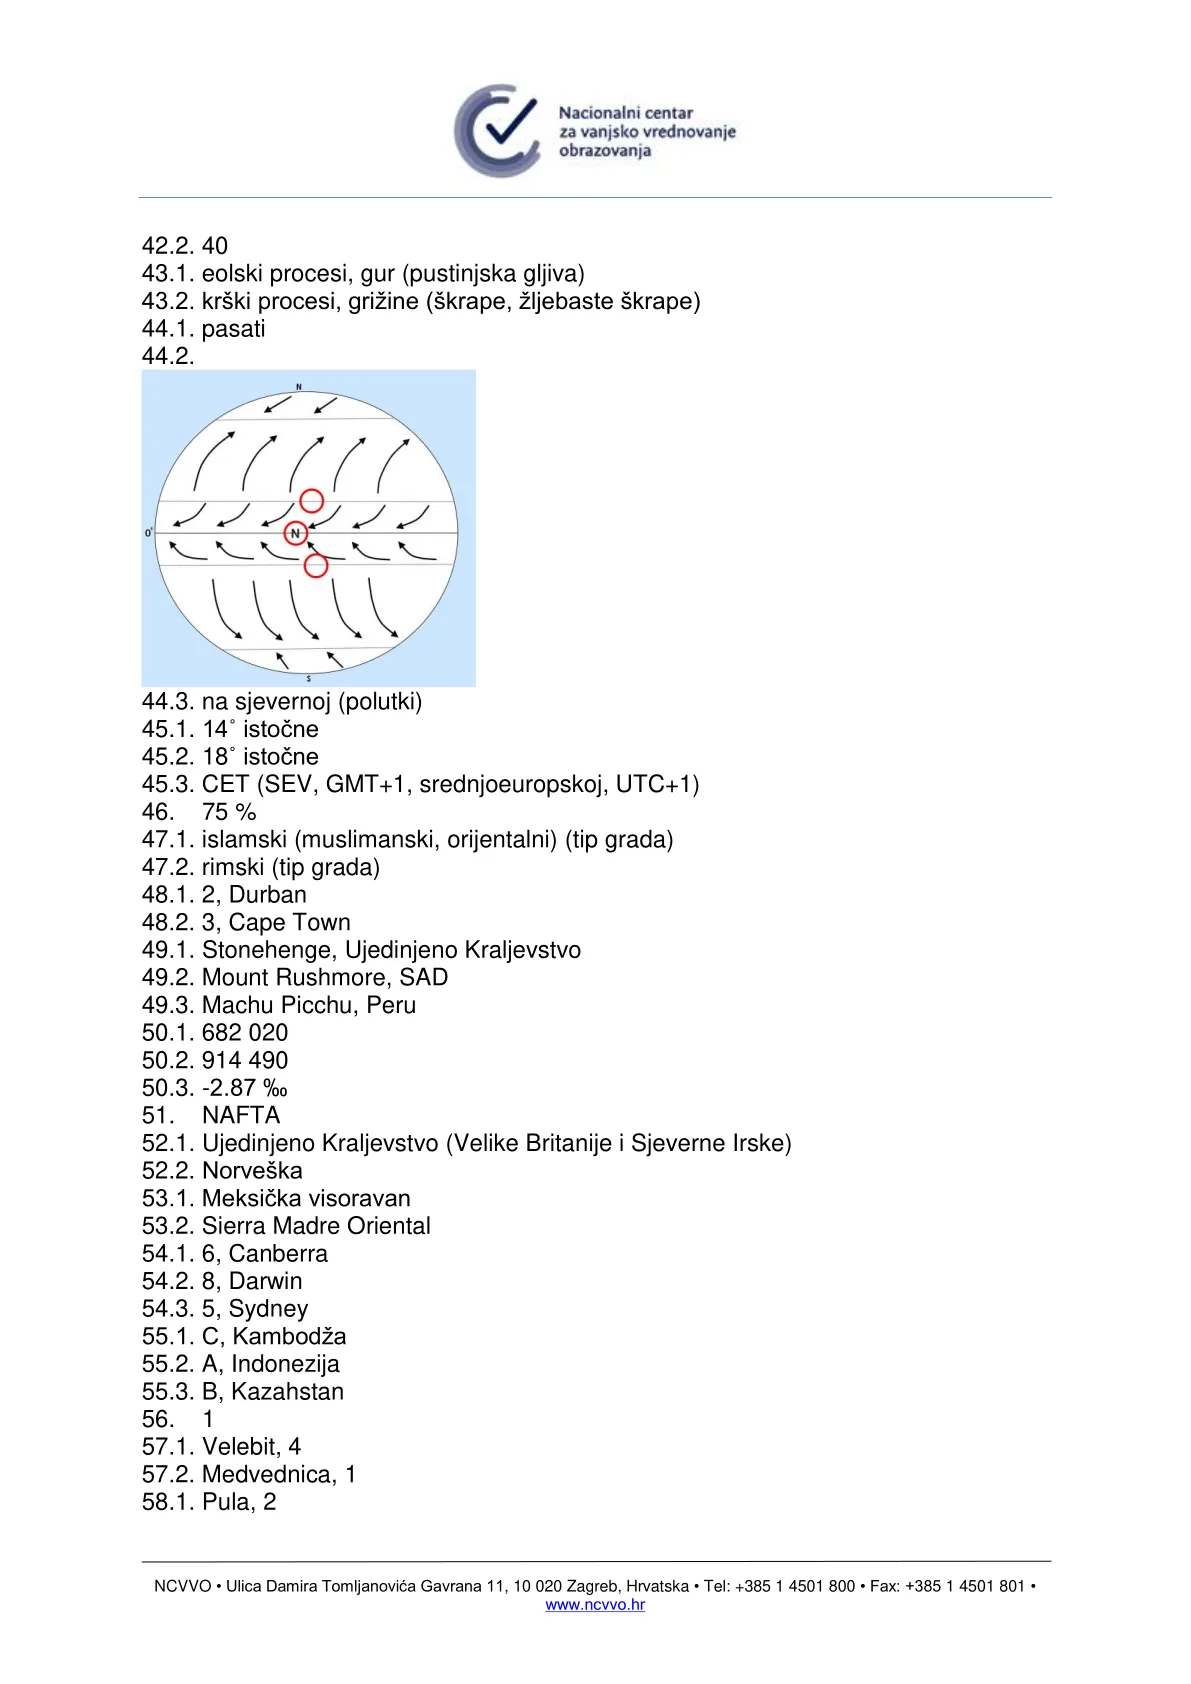 Nacionalni centar
za vanjsko vrednovanje
obrazovanja
42.2. 40
43.1. eolski procesi, gur (pustinjska gljiva)
43.2. krški procesi, grižine (škrape, žljebaste škrape)
44.1. pasati
44.2.
N
0°
N
S
44.3. na sjevernoj (polutki)
45.1. 14˚ istočne
45.2. 18˚ istočne
45.3. CET (SEV, GMT+1, srednjoeuropskoj, UTC+1)
46. 75 %
47.1. islamski (muslimanski, orijentalni) (tip grada)
47.2. rimski (tip grada)
48.1. 2, Durban
48.2. 3, Cape Town
49.1. Stonehenge, Ujedinjeno Kraljevstvo
49.2. Mount Rushmore, SAD
49.3. Machu Picchu, Peru
50.1. 682 020
50.2. 914 490
50.3. -2.87 ‰
51. NAFTA
52.1. Ujedinjeno Kraljevstvo (Velike Britanije i Sjeverne Irske)
52.2. Norveška
53.1. Meksička visoravan
53.2. Sierra Madre Oriental
54.1. 6, Canberra
54.2. 8, Darwin
54.3. 5, Sydney
55.1. C, Kambodža
55.2. A, Indonezija
55.3. B, Kazahstan
56. 1
57.1. Velebit, 4
57.2. Medvednica, 1
58.1. Pula, 2
NCVVO • Ulica Damira Tomljanovića Gavrana 11, 10 020 Zagreb, Hrvatska • Tel: +385 1 4501 800 • Fax: +385 1 4501 801 •
www.ncvvo.hr